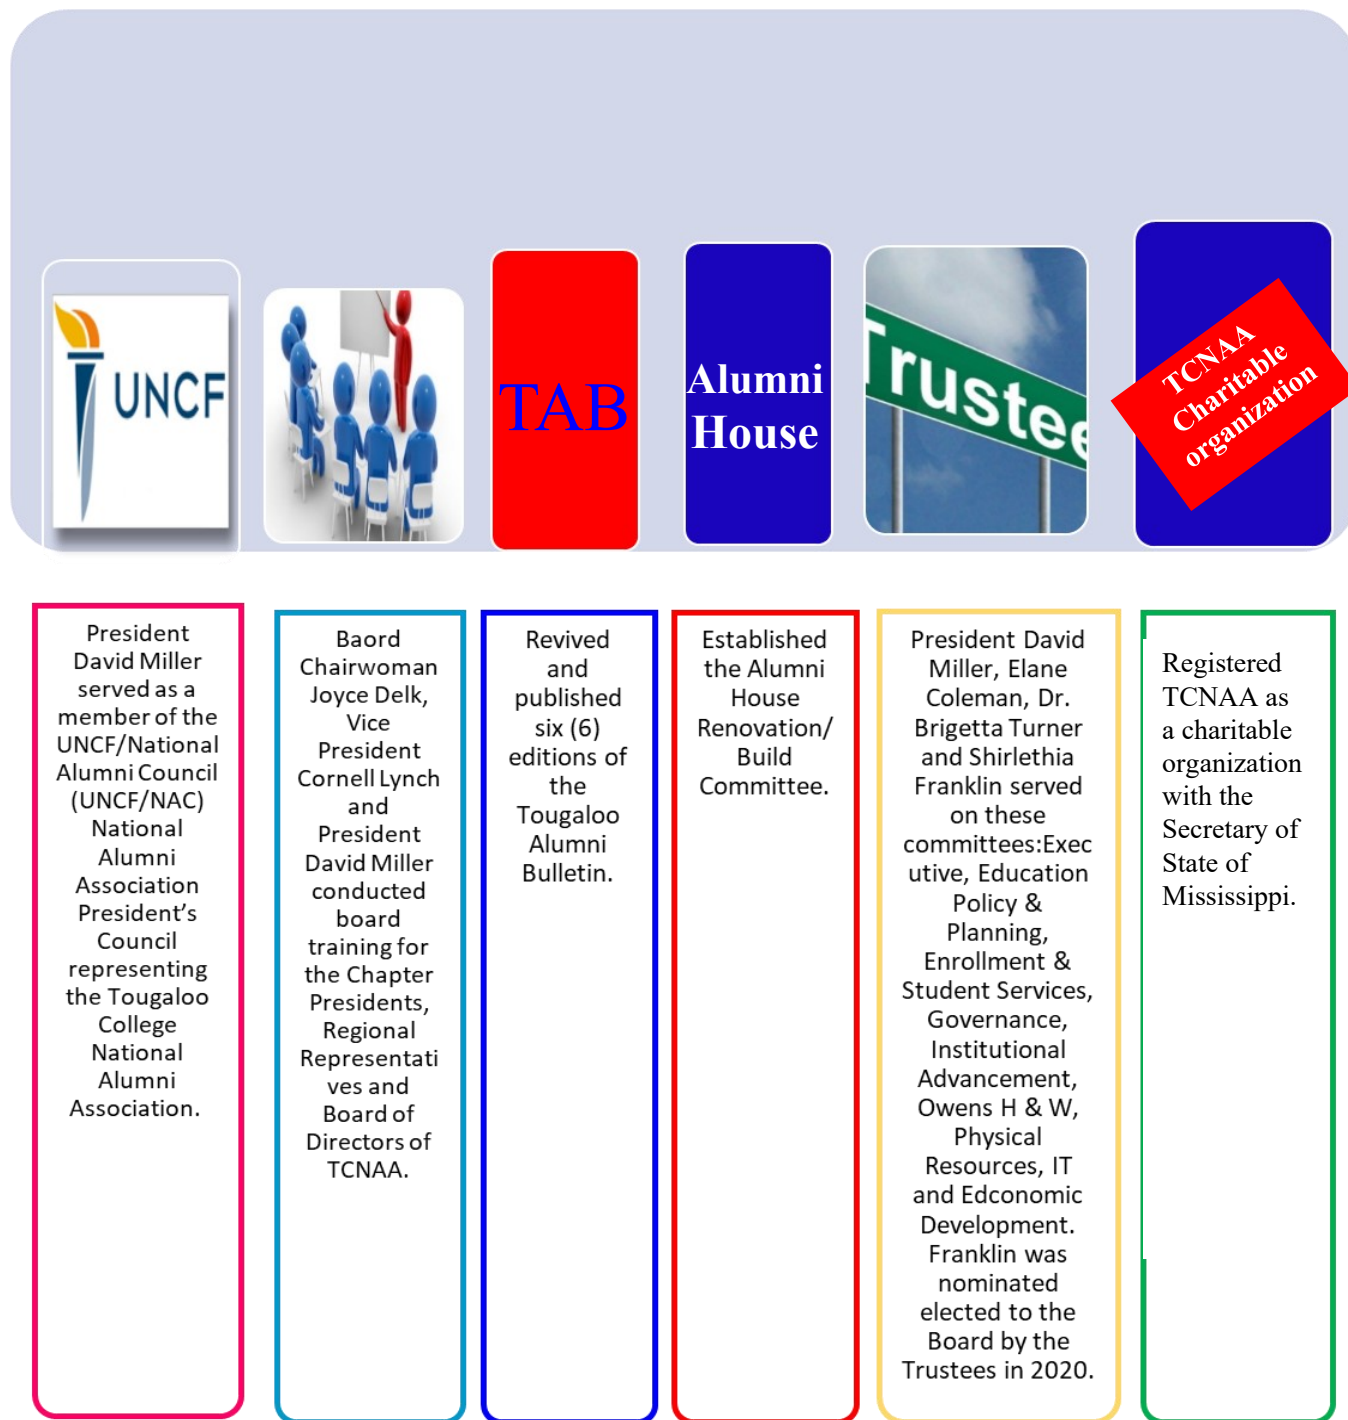 UNCF
TAB
Alumni
House
Trustee
TCNAA
Charitable
organization
President
David Miller
served as a
member of the
UNCF/National
Alumni Council
(UNCF/NAC)
National
Alumni
Association
President's
Council
representing
the Tougaloo
College
National
Alumni
Association.
Baord
Chairwoman
Joyce Delk,
Vice
President
Cornell Lynch
and
President
David Miller
conducted
board
training for
the Chapter
Presidents,
Regional
Representati
ves and
Board of
Directors of
TCNAA.
Revived
and
published
six (6)
editions of
the
Tougaloo
Alumni
Bulletin.
Established
the Alumni
House
Renovation/
Build
Committee.
President David
Miller, Elane
Coleman, Dr.
Brigetta Turner
and Shirlethia
Franklin served
on these
committees:Exec
utive, Education
Policy &
Planning,
Enrollment &
Student Services,
Governance,
Institutional
Advancement,
Owens H & W,
Physical
Resources, IT
and Edconomic
Development.
Franklin was
nominated
elected to the
Board by the
Trustees in 2020.
Registered
TCNAA as
a charitable
organization
with the
Secretary of
State of
Mississippi.